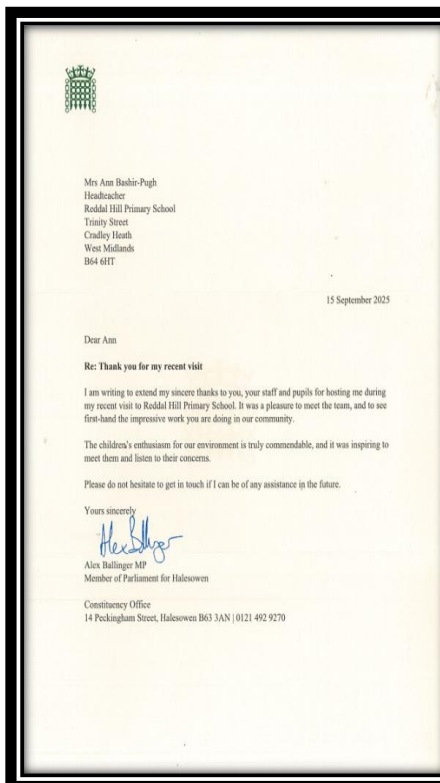 Mrs Ann Bashir-Pugh
Headteacher
Reddal Hill Primary School
Trinity Street
Cradley Heath
West Midlands
B64 6HT
15 September 2025
Dear Ann
Re: Thank you for my recent visit
I am writing to extend my sincere thanks to you, your staff and pupils for hosting me during
my recent visit to Reddal Hill Primary School. It was a pleasure to meet the team, and to see
first-hand the impressive work you are doing in our community.
The children's enthusiasm for our environment is truly commendable, and it was inspiring to
meet them and listen to their concerns.
Please do not hesitate to get in touch if I can be of any assistance in the future.
Yours sincerely
Alex Ballinger
Alex Ballinger MP
Member of Parliament for Halesowen
Constituency Office
14 Peckingham Street, Halesowen B63 3AN | 0121 492 9270